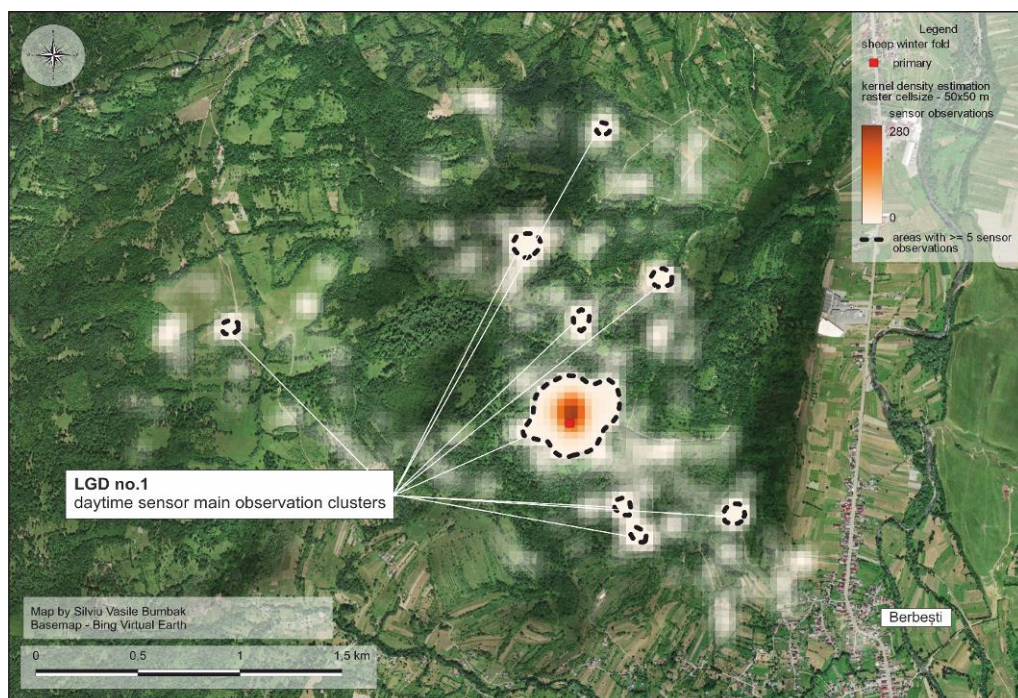 Legend
sheep winter fold
primary
kernel density estimation
raster cellsize - 50x50 m
sensor observations
280
0
areas with >= 5 sensor
observations
LGD no.1
daytime sensor main observation clusters
Berbești
Map by Silviu Vasile Bumbak
Basemap - Bing Virtual Earth
0 0,5 1 1,5 km